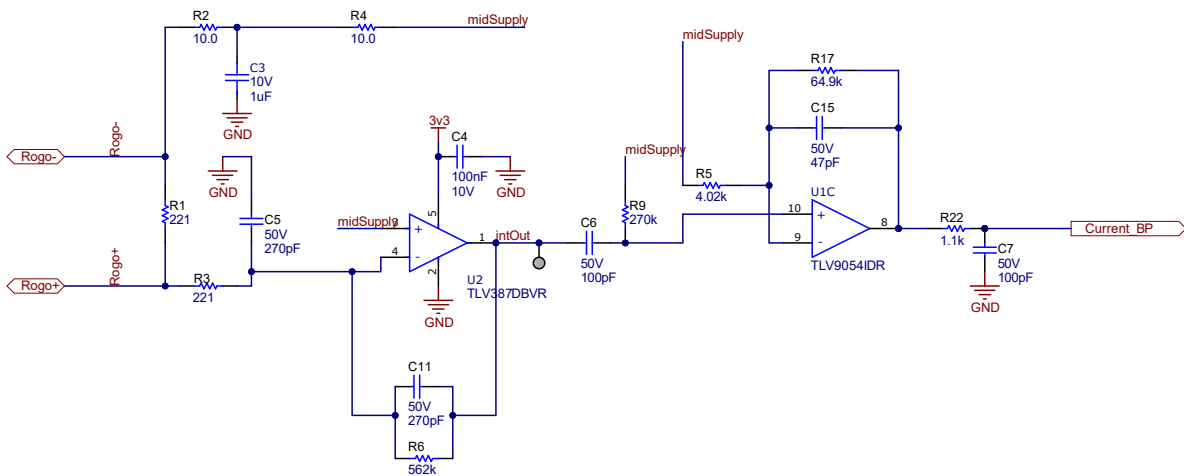 R2
10.0
R4
10.0
midSupply
C3
10V
1uF
GND
Rogo-
Rogo-
R1
221
Rogo+
Rogo+
R3
221
GND
C5
50V
270pF
3v3
C4
100nF
10V
GND
midSupply
3
4
5
2
1
+
-
U2
TLV387DBVR
GND
intOut
C11
50V
270pF
R6
562k
C6
50V
100pF
midSupply
R9
270k
midSupply
R5
4.02k
R17
64.9k
C15
50V
47pF
U1C
10
9
+
-
8
TLV9054IDR
R22
1.1k
C7
50V
100pF
GND
Current_BP